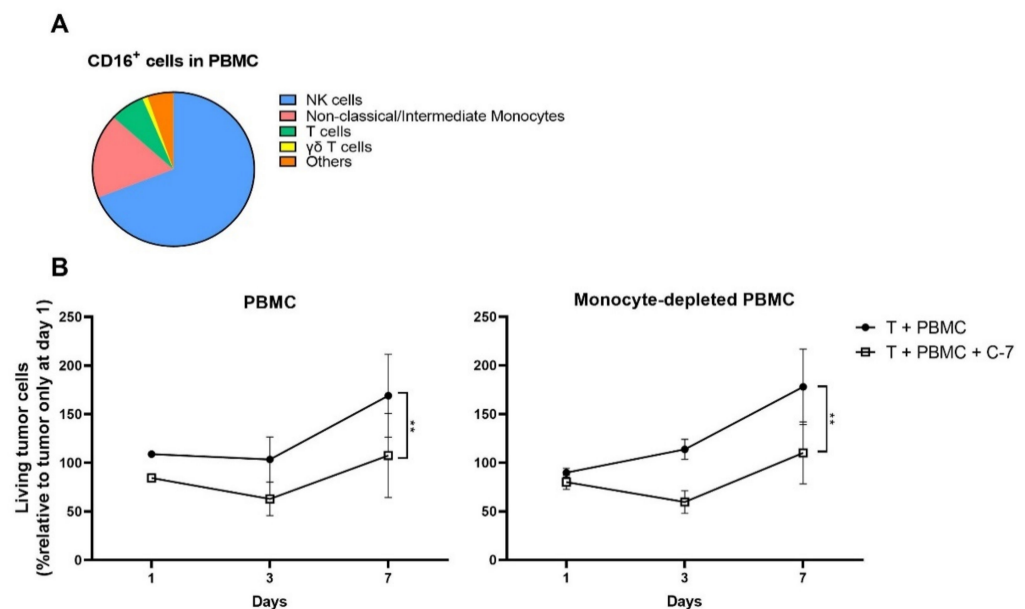 A
CD16⁺ cells in PBMC
NK cells
Non-classical/Intermediate Monocytes
T cells
γδ T cells
Others
B
PBMC
Living tumor cells
(%relative to tumor only at day 1)
250
200
150
100
50
0
**
1 3 7
Days
Monocyte-depleted PBMC
250
200
150
100
50
0
**
1 3 7
Days
T + PBMC
T + PBMC + C-7